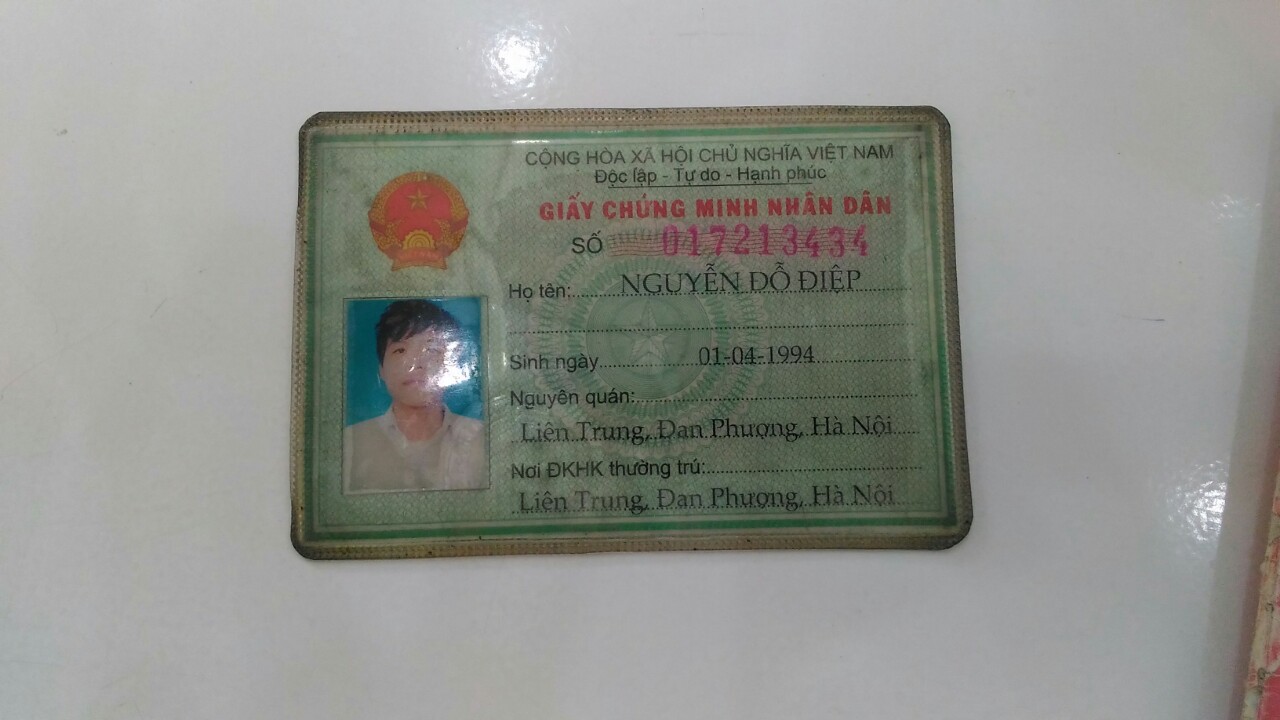 CỘNG HÒA XÃ HỘI CHỦ NGHĨA VIỆT NAM
Độc lập - Tự do - Hạnh phúc
GIẤY CHỨNG MINH NHÂN DÂN
SỐ 017213434
Họ tên: NGUYỄN ĐỖ ĐIỆP
Sinh ngày 01-04-1994
Nguyên quán:
Liên Trung, Đan Phượng, Hà Nội
Nơi ĐKHK thường trú:
Liên Trung, Đan Phượng, Hà Nội